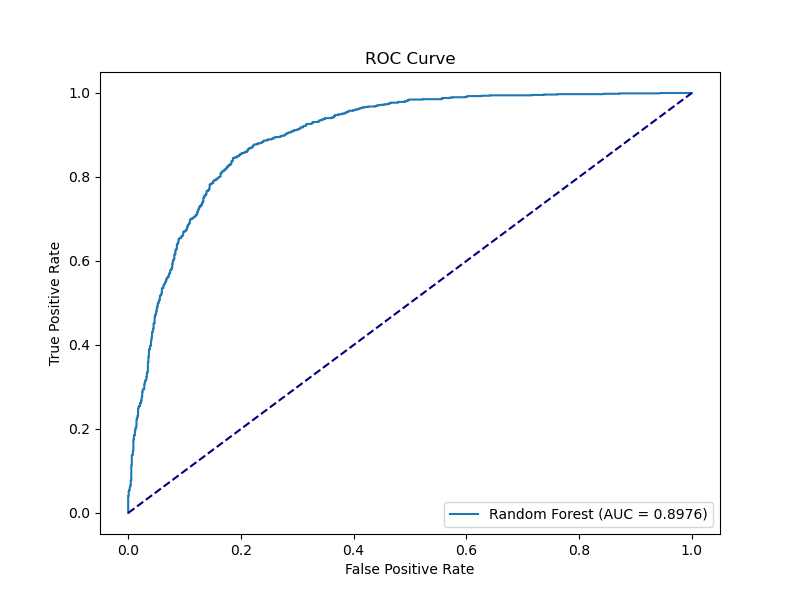 ROC Curve
1.0
0.8
0.6
0.4
0.2
0.0
True Positive Rate
Random Forest (AUC = 0.8976)
0.0 0.2 0.4 0.6 0.8 1.0
False Positive Rate